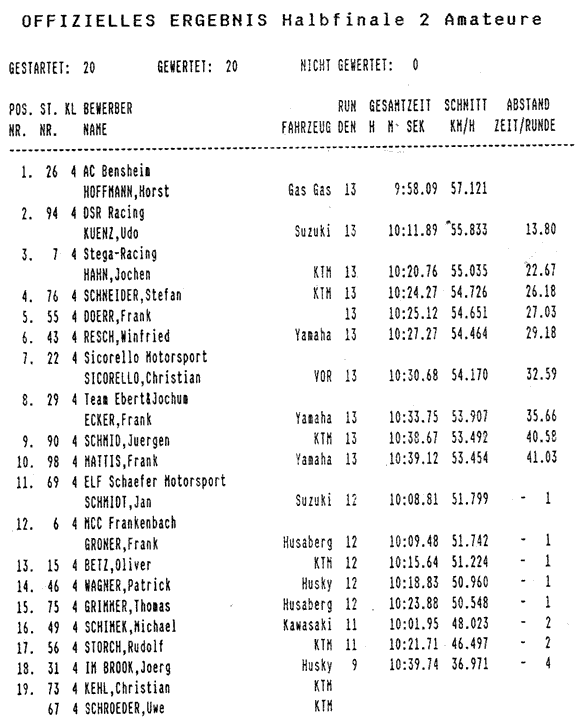 OFFIZIELLES ERGEBNIS Halbfinale 2 Amateure
GESTARTET: 20 GEWERTET: 20 NICHT GEWERTET: 0
POS. ST. KL BEWERBER RUN GESAMTZEIT SCHNITT ABSTAND
NR. NR. NAME FAHRZEUG DEN H M SEK KM/H ZEIT/RUNDE
1. 26 4 AC Bensheim
HOFFMANN,Horst Gas Gas 13 9:58.09 57.121
2. 94 4 DSR Racing
KUENZ,Udo Suzuki 13 10:11.89 55.833 13.80
3. 7 4 Stega-Racing
HAHN,Jochen KTM 13 10:20.76 55.035 22.67
4. 76 4 SCHNEIDER,Stefan KTM 13 10:24.27 54.726 26.18
5. 55 4 DOERR,Frank 13 10:25.12 54.651 27.03
6. 43 4 RESCH,Winfried Yamaha 13 10:27.27 54.464 29.18
7. 22 4 Sicorello Motorsport
SICORELLO,Christian VOR 13 10:30.68 54.170 32.59
8. 29 4 Team Ebert&Jochum
ECKER,Frank Yamaha 13 10:33.75 53.907 35.66
9. 90 4 SCHMID,Juergen KTM 13 10:38.67 53.492 40.58
10. 98 4 MATTIS,Frank Yamaha 13 10:39.12 53.454 41.03
11. 69 4 ELF Schaefer Motorsport
SCHMIDT,Jan Suzuki 12 10:08.81 51.799 - 1
12. 6 4 MCC Frankenbach
GRONER,Frank Husaberg 12 10:09.48 51.742 - 1
13. 15 4 BETZ,Oliver KTM 12 10:15.64 51.224 - 1
14. 46 4 WAGNER,Patrick Husky 12 10:18.83 50.960 - 1
15. 75 4 GRIMMER,Thomas Husaberg 12 10:23.88 50.548 - 1
16. 49 4 SCHIMEK,Michael Kawasaki 11 10:01.95 48.023 - 2
17. 56 4 STORCH,Rudolf KTM 11 10:21.71 46.497 - 2
18. 31 4 IM BROOK,Joerg Husky 9 10:39.74 36.971 - 4
19. 73 4 KEHL,Christian KTM
67 4 SCHROEDER,Uwe KTM